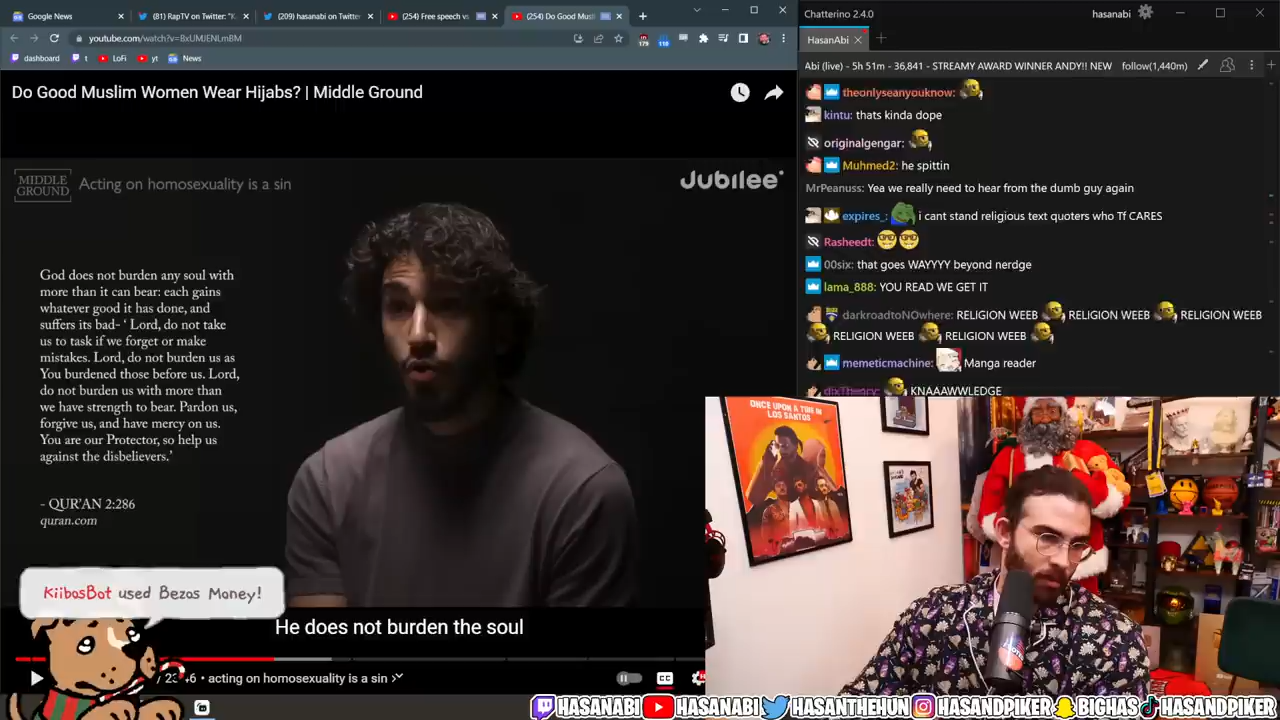 Google News
(81) RapTV on Twitter: "K
(209) hasanabi on Twitter
(254) Free speech v
(254) Do Good Musl
youtube.com/watch?v=BxUMJENLmBM
179
110
dashboard
t
LoFi
yt
News
Do Good Muslim Women Wear Hijabs? | Middle Ground
MIDDLE
GROUND
Acting on homosexuality is a sin
Jubilee
God does not burden any soul with
more than it can bear: each gains
whatever good it has done, and
suffers its bad- ‘ Lord, do not take
us to task if we forget or make
mistakes. Lord, do not burden us as
You burdened those before us. Lord,
do not burden us with more than
we have strength to bear. Pardon us,
forgive us, and have mercy on us.
You are our Protector, so help us
against the disbelievers.’
- QUR’AN 2:286
quran.com
KiibasBat used Bezas Maney!
He does not burden the soul
acting on homosexuality is a sin
CC
Chatterino 2.4.0
hasanabi
HasanAbi
Abi (live) - 5h 51m - 36,841 - STREAMY AWARD WINNER ANDY!! NEW
follow(1,440m)
theonlyseanyouknow:
kintu: thats kinda dope
originalgengar:
Muhmed2: he spittin
MrPeanuss: Yea we really need to hear from the dumb guy again
expires_: i cant stand religious text quoters who Tf CARES
Rasheedt:
00six: that goes WAYYYY beyond nerdge
lama_888: YOU READ WE GET IT
darkroadtoNOwhere: RELIGION WEEB RELIGION WEEB RELIGION WEEB
RELIGION WEEB RELIGION WEEB
memeticmachine: Manga reader
KNAAAWWLEDGE
ONCE UPON A TIME IN
LOS SANTOS
HASANABI HASANABI HASANTHEHUN HASANDPIKER BIGHAS HASANDPIKER